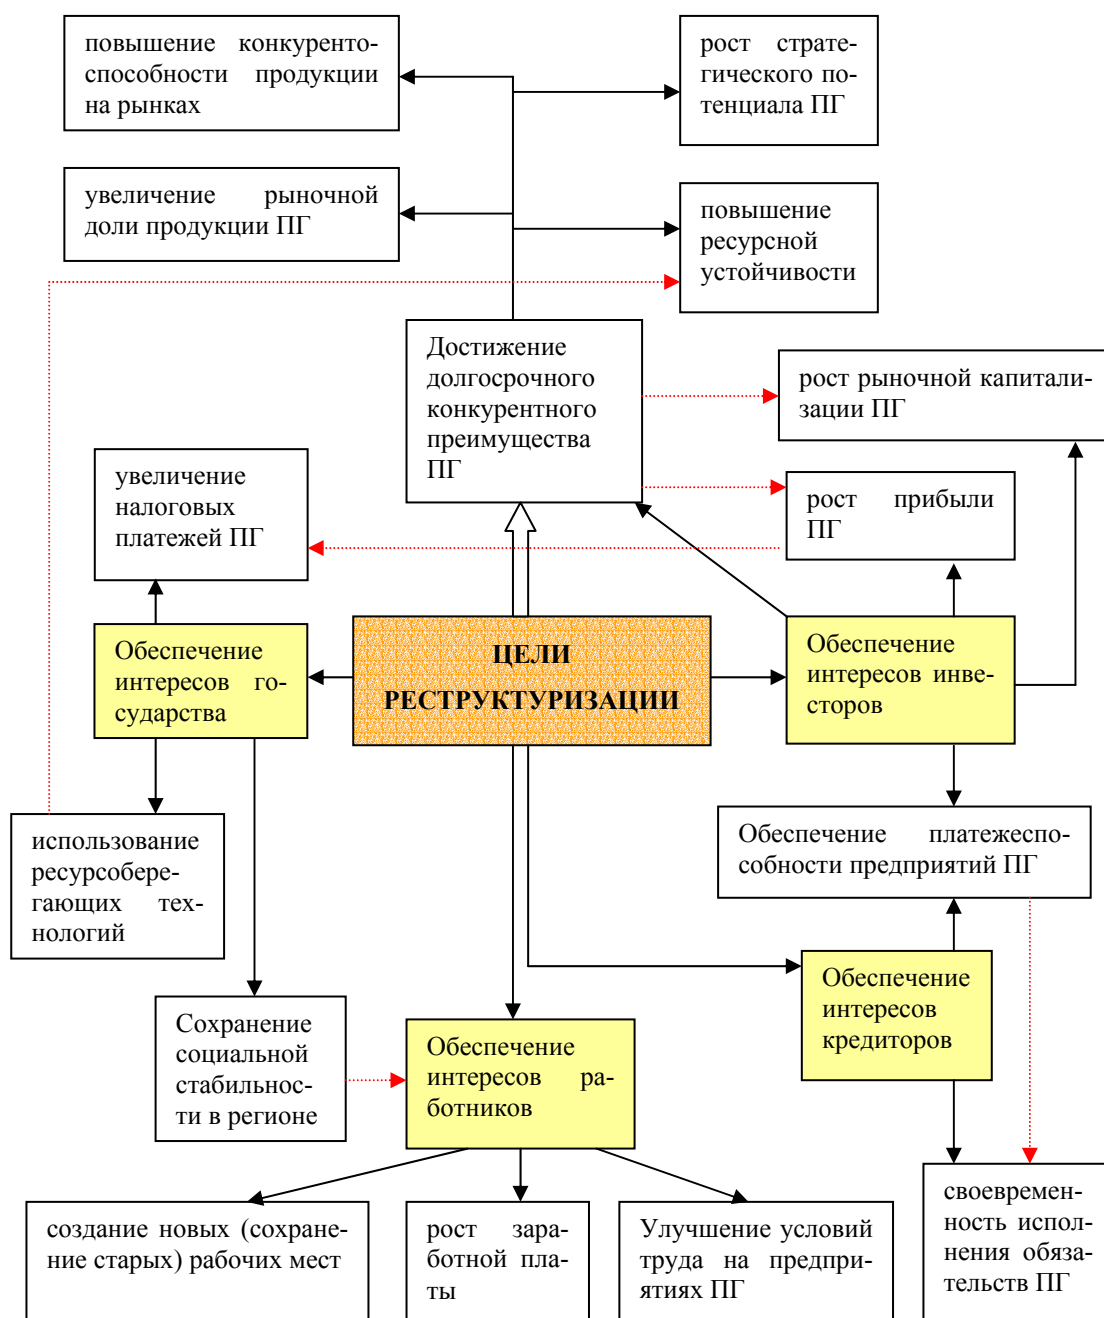 повышение конкуренто-
способности продукции
на рынках
рост страте-
гического по-
тенциала ПГ
увеличение рыночной
доли продукции ПГ
повышение
ресурсной
устойчивости
Достижение
долгосрочного
конкурентного
преимущества
ПГ
рост рыночной капитали-
зации ПГ
увеличение
налоговых
платежей ПГ
рост прибыли
ПГ
Обеспечение
интересов го-
сударства
ЦЕЛИ
РЕСТРУКТУРИЗАЦИИ
Обеспечение
интересов инве-
сторов
использование
ресурсобере-
гающих тех-
нологий
Обеспечение платежеспо-
собности предприятий ПГ
Обеспечение
интересов
кредиторов
Сохранение
социальной
стабильнос-
ти в регионе
Обеспечение
интересов ра-
ботников
создание новых (сохране-
ние старых) рабочих мест
рост зара-
ботной пла-
ты
Улучшение условий
труда на предпри-
ятиях ПГ
своевремен-
ность испол-
нения обяза-
тельств ПГ